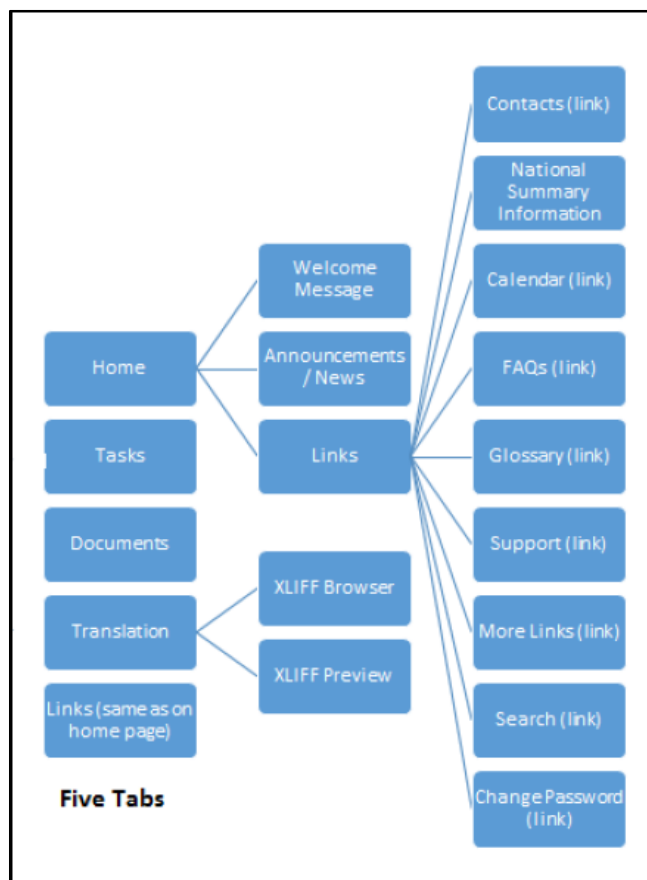 Home
Tasks
Documents
Translation
Links (same as on
home page)
Five Tabs
Welcome
Message
Announcements
/ News
Links
XLIFF Browser
XLIFF Preview
Contacts (link)
National
Summary
Information
Calendar (link)
FAQs (link)
Glossary (link)
Support (link)
More Links (link)
Search (link)
Change Password
(link)